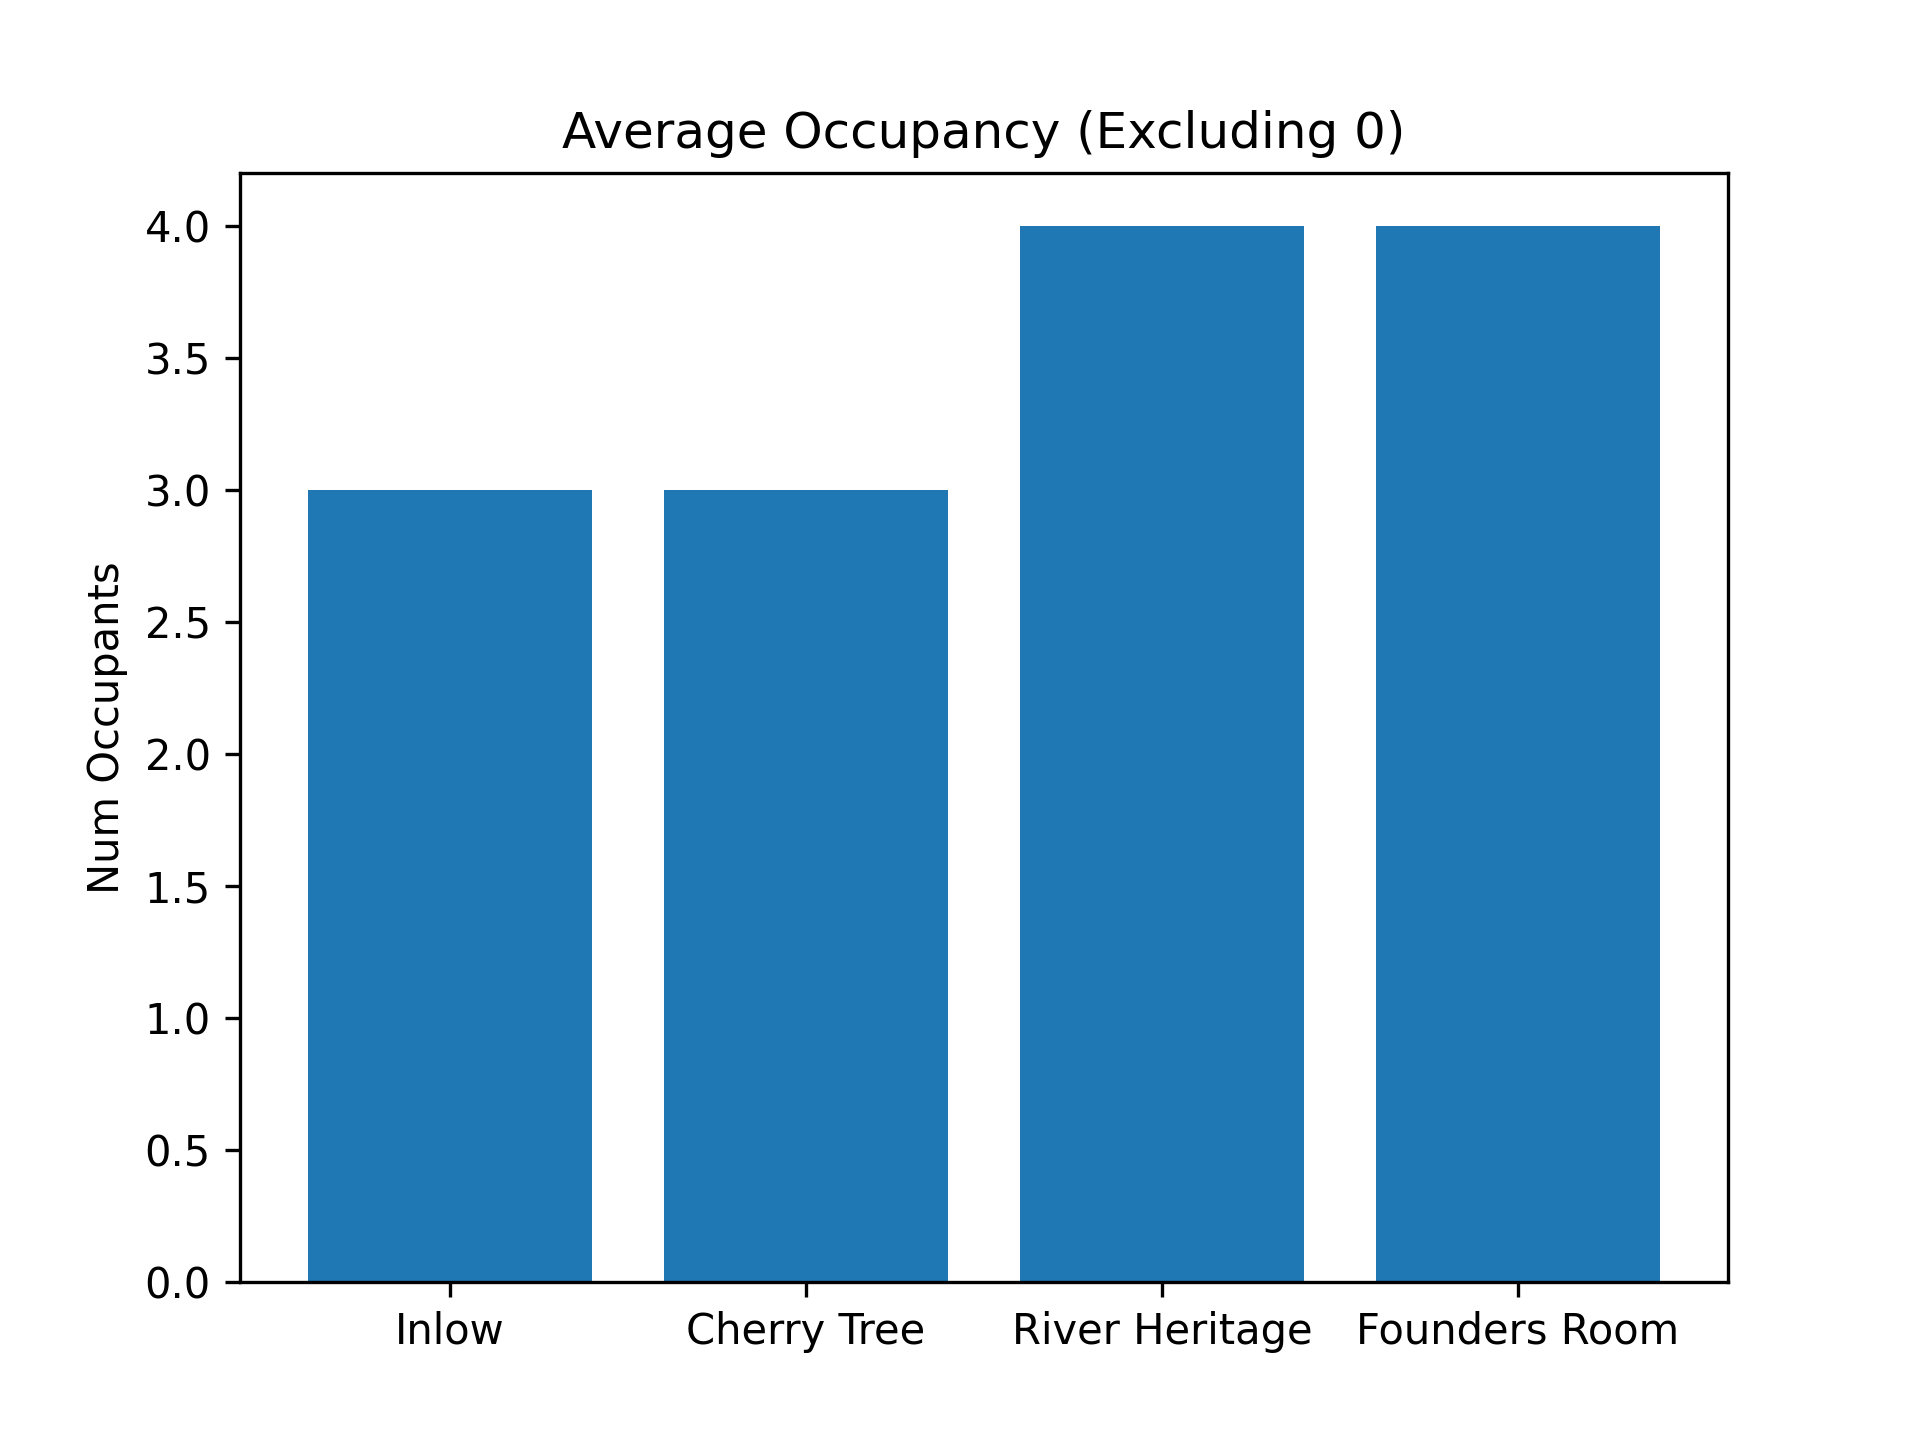 Average Occupancy (Excluding 0)
Num Occupants
4.0
3.5
3.0
2.5
2.0
1.5
1.0
0.5
0.0
Inlow
Cherry Tree
River Heritage
Founders Room